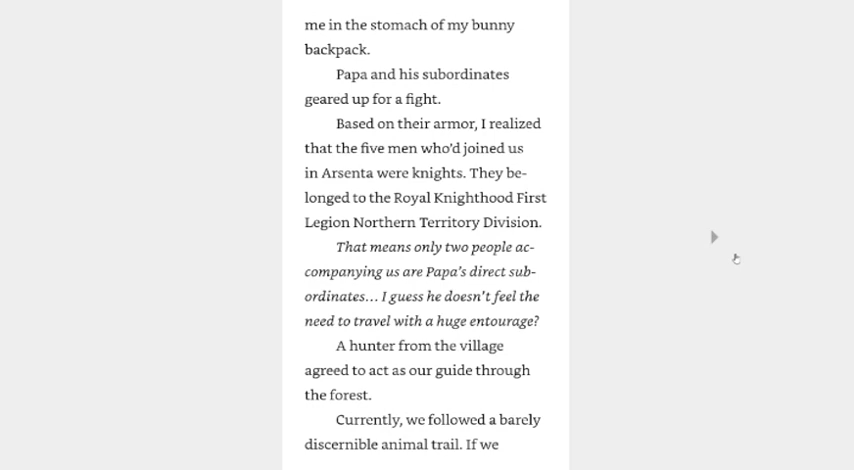 me in the stomach of my bunny
backpack.
Papa and his subordinates
geared up for a fight.
Based on their armor, I realized
that the five men who'd joined us
in Arsenta were knights. They be-
longed to the Royal Knighthood First
Legion Northern Territory Division.
That means only two people ac-
companying us are Papa's direct sub-
ordinates... I guess he doesn't feel the
need to travel with a huge entourage?
A hunter from the village
agreed to act as our guide through
the forest.
Currently, we followed a barely
discernible animal trail. If we